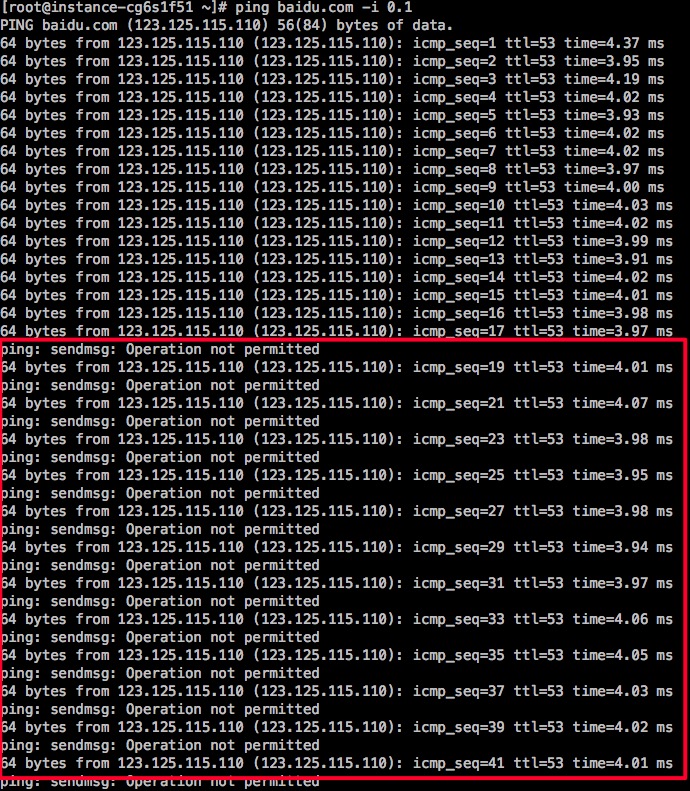 [root@instance-cg6s1f51 ~]# ping baidu.com -i 0.1
PING baidu.com (123.125.115.110) 56(84) bytes of data.
64 bytes from 123.125.115.110 (123.125.115.110): icmp_seq=1 ttl=53 time=4.37 ms
64 bytes from 123.125.115.110 (123.125.115.110): icmp_seq=2 ttl=53 time=3.95 ms
64 bytes from 123.125.115.110 (123.125.115.110): icmp_seq=3 ttl=53 time=4.19 ms
64 bytes from 123.125.115.110 (123.125.115.110): icmp_seq=4 ttl=53 time=4.02 ms
64 bytes from 123.125.115.110 (123.125.115.110): icmp_seq=5 ttl=53 time=3.93 ms
64 bytes from 123.125.115.110 (123.125.115.110): icmp_seq=6 ttl=53 time=4.02 ms
64 bytes from 123.125.115.110 (123.125.115.110): icmp_seq=7 ttl=53 time=4.02 ms
64 bytes from 123.125.115.110 (123.125.115.110): icmp_seq=8 ttl=53 time=3.97 ms
64 bytes from 123.125.115.110 (123.125.115.110): icmp_seq=9 ttl=53 time=4.00 ms
64 bytes from 123.125.115.110 (123.125.115.110): icmp_seq=10 ttl=53 time=4.03 ms
64 bytes from 123.125.115.110 (123.125.115.110): icmp_seq=11 ttl=53 time=4.02 ms
64 bytes from 123.125.115.110 (123.125.115.110): icmp_seq=12 ttl=53 time=3.99 ms
64 bytes from 123.125.115.110 (123.125.115.110): icmp_seq=13 ttl=53 time=3.91 ms
64 bytes from 123.125.115.110 (123.125.115.110): icmp_seq=14 ttl=53 time=4.02 ms
64 bytes from 123.125.115.110 (123.125.115.110): icmp_seq=15 ttl=53 time=4.01 ms
64 bytes from 123.125.115.110 (123.125.115.110): icmp_seq=16 ttl=53 time=3.98 ms
64 bytes from 123.125.115.110 (123.125.115.110): icmp_seq=17 ttl=53 time=3.97 ms
ping: sendmsg: Operation not permitted
64 bytes from 123.125.115.110 (123.125.115.110): icmp_seq=19 ttl=53 time=4.01 ms
ping: sendmsg: Operation not permitted
64 bytes from 123.125.115.110 (123.125.115.110): icmp_seq=21 ttl=53 time=4.07 ms
ping: sendmsg: Operation not permitted
64 bytes from 123.125.115.110 (123.125.115.110): icmp_seq=23 ttl=53 time=3.98 ms
ping: sendmsg: Operation not permitted
64 bytes from 123.125.115.110 (123.125.115.110): icmp_seq=25 ttl=53 time=3.95 ms
ping: sendmsg: Operation not permitted
64 bytes from 123.125.115.110 (123.125.115.110): icmp_seq=27 ttl=53 time=3.98 ms
ping: sendmsg: Operation not permitted
64 bytes from 123.125.115.110 (123.125.115.110): icmp_seq=29 ttl=53 time=3.94 ms
ping: sendmsg: Operation not permitted
64 bytes from 123.125.115.110 (123.125.115.110): icmp_seq=31 ttl=53 time=3.97 ms
ping: sendmsg: Operation not permitted
64 bytes from 123.125.115.110 (123.125.115.110): icmp_seq=33 ttl=53 time=4.06 ms
ping: sendmsg: Operation not permitted
64 bytes from 123.125.115.110 (123.125.115.110): icmp_seq=35 ttl=53 time=4.05 ms
ping: sendmsg: Operation not permitted
64 bytes from 123.125.115.110 (123.125.115.110): icmp_seq=37 ttl=53 time=4.03 ms
ping: sendmsg: Operation not permitted
64 bytes from 123.125.115.110 (123.125.115.110): icmp_seq=39 ttl=53 time=4.02 ms
ping: sendmsg: Operation not permitted
64 bytes from 123.125.115.110 (123.125.115.110): icmp_seq=41 ttl=53 time=4.01 ms
ping: sendmsg: Operation not permitted